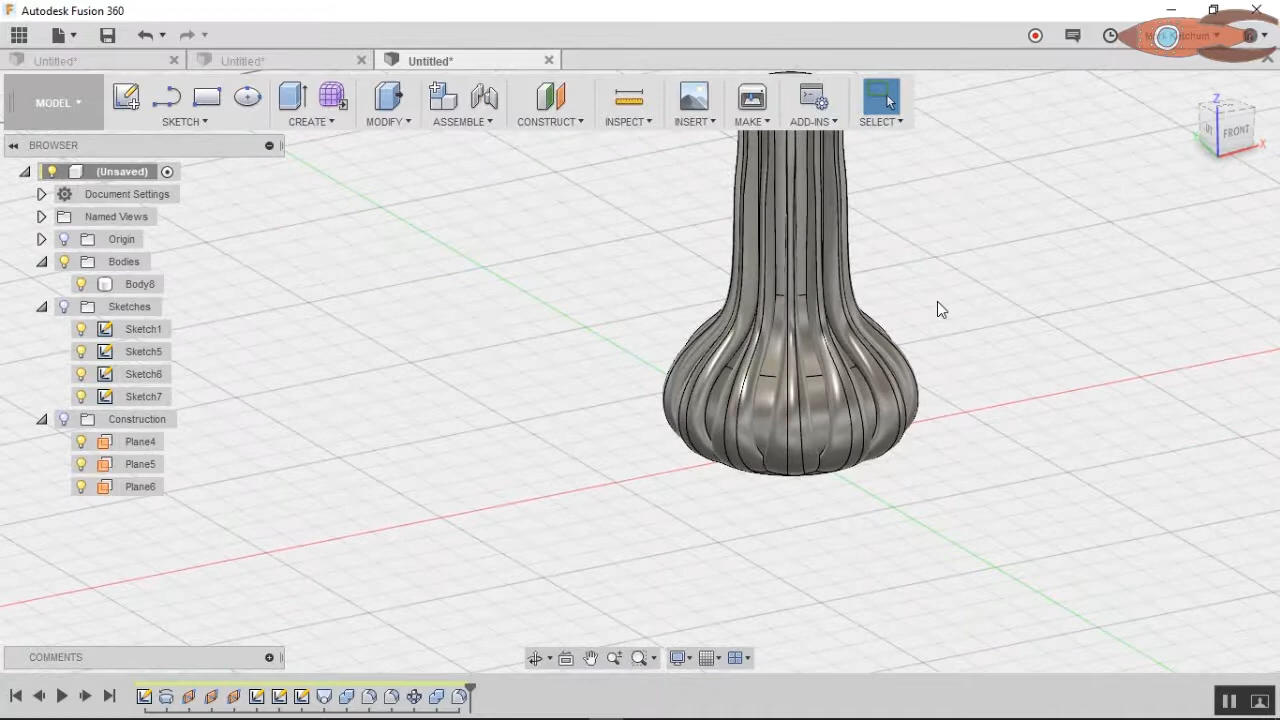 Autodesk Fusion 360
Untitled*
Untitled*
Untitled*
MODEL
SKETCH
CREATE
MODIFY
ASSEMBLE
CONSTRUCT
INSPECT
INSERT
MAKE
ADD-INS
SELECT
BROWSER
(Unsaved)
Document Settings
Named Views
Origin
Bodies
Body8
Sketches
Sketch1
Sketch5
Sketch6
Sketch7
Construction
Plane4
Plane5
Plane6
Z
FRONT
X
COMMENTS